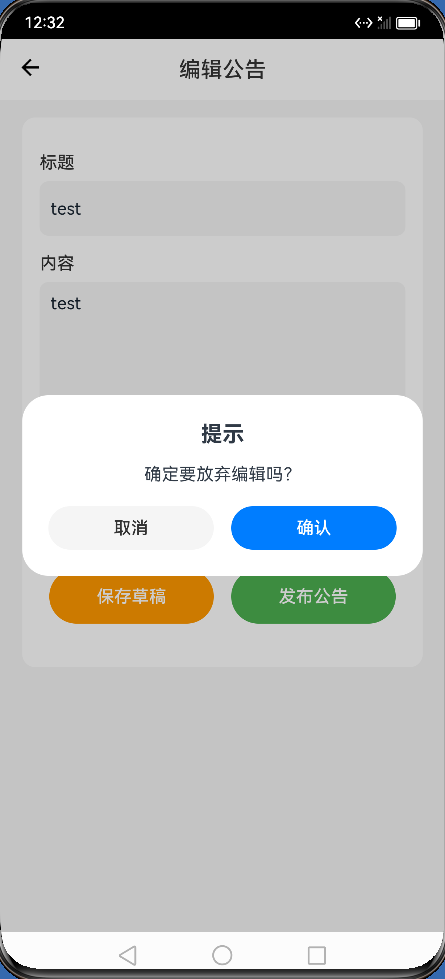 12:32
编辑公告
标题
test
内容
test
提示
确定要放弃编辑吗？
取消
确认
保存草稿
发布公告